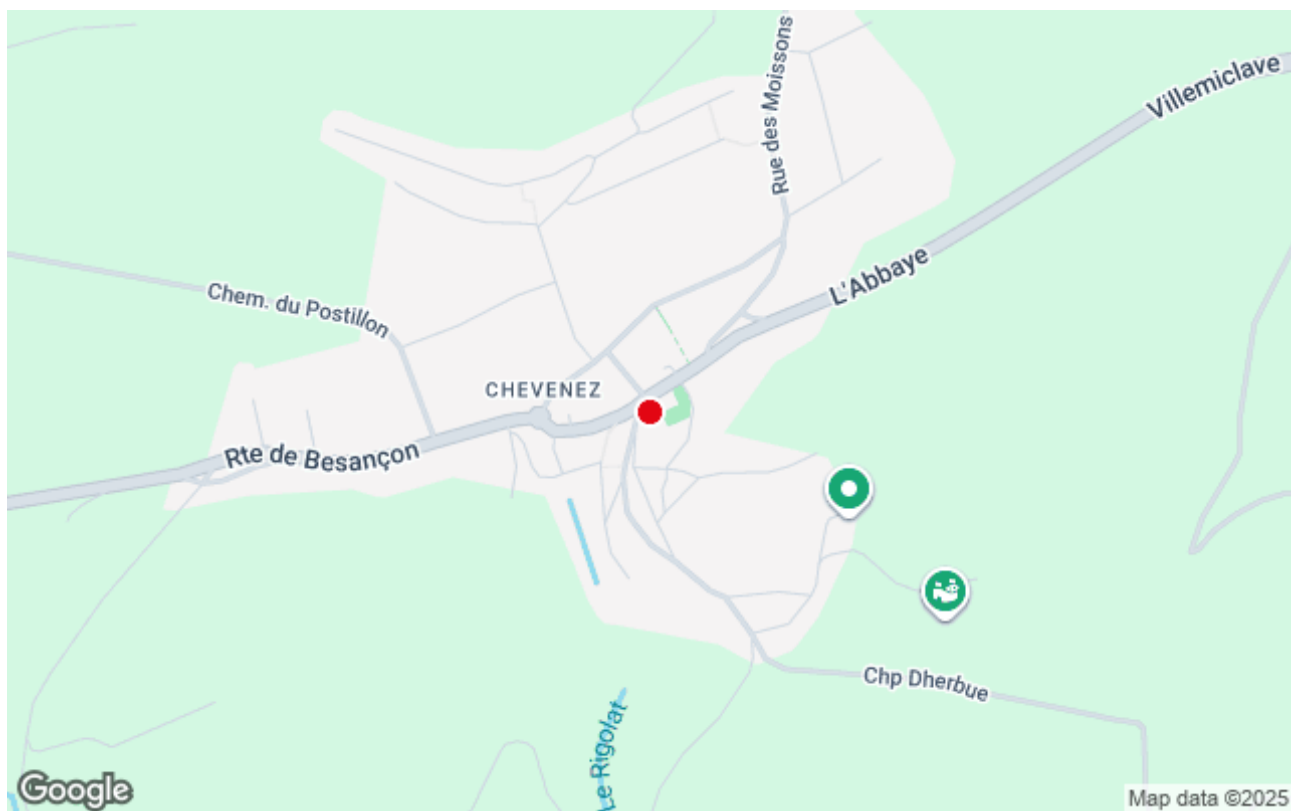 Rue des Moissons
Villemiclave
L'Abbaye
Chem. du Postillon
CHEVENEZ
Rte de Besançon
Chp Dherbue
Le Rigolat
Google
Map data ©2025